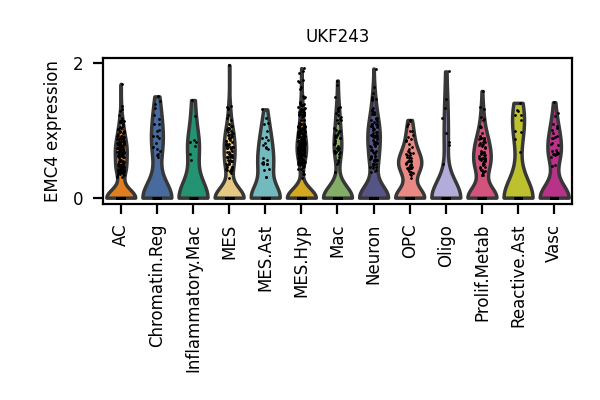 UKF243
EMC4 expression
2
0
AC
Chromatin.Reg
Inflammatory.Mac
MES
MES.Ast
MES.Hyp
Mac
Neuron
OPC
Oligo
Prolif.Metab
Reactive.Ast
Vasc